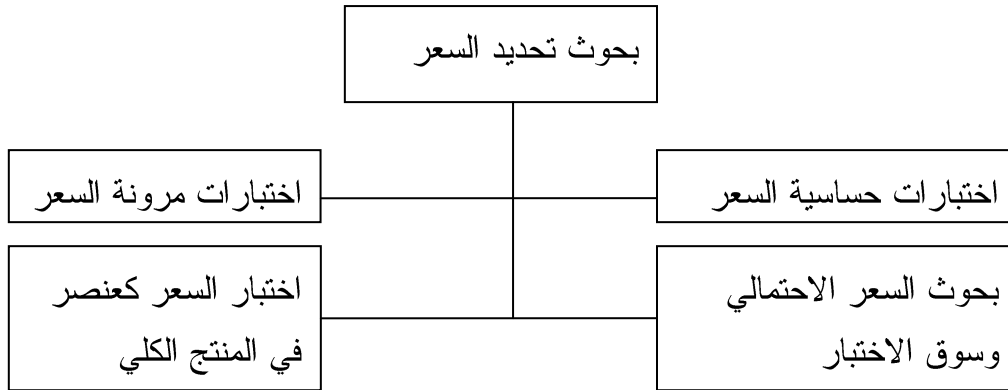 بحوث تحديد السعر
اختبارات حساسية السعر
اختبارات مرونة السعر
بحوث السعر الاحتمالي
وسوق الاختبار
اختبار السعر كعنصر
في المنتج الكلي